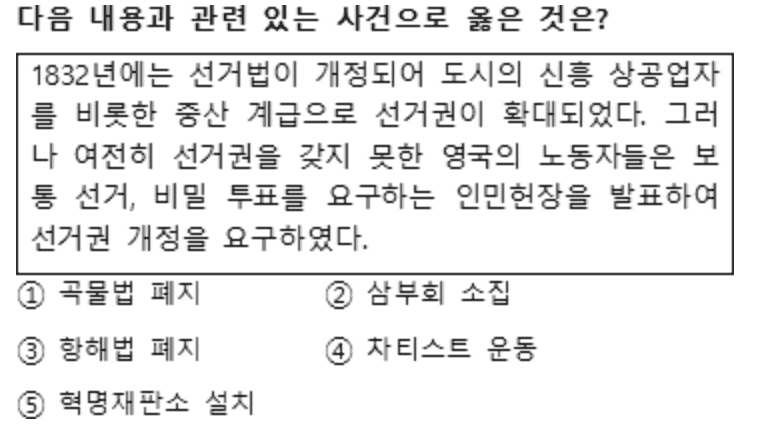 다음 내용과 관련 있는 사건으로 옳은 것은?
1832년에는 선거법이 개정되어 도시의 신흥 상공업자
를 비롯한 중산 계급으로 선거권이 확대되었다. 그러
나 여전히 선거권을 갖지 못한 영국의 노동자들은 보
통 선거, 비밀 투표를 요구하는 인민헌장을 발표하여
선거권 개정을 요구하였다.
① 곡물법 폐지 ② 삼부회 소집
③ 항해법 폐지 ④ 차티스트 운동
⑤ 혁명재판소 설치